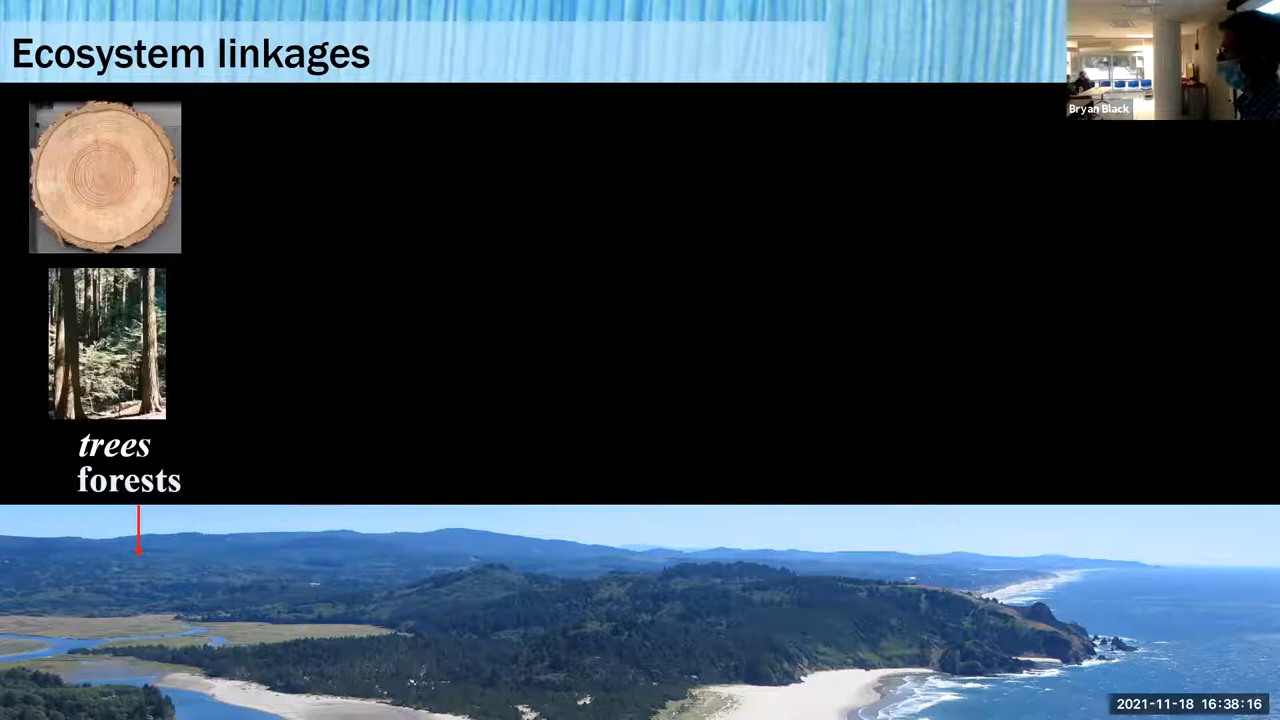 Ecosystem linkages
Bryan Black
trees
forests
2021-11-18 16:38:16